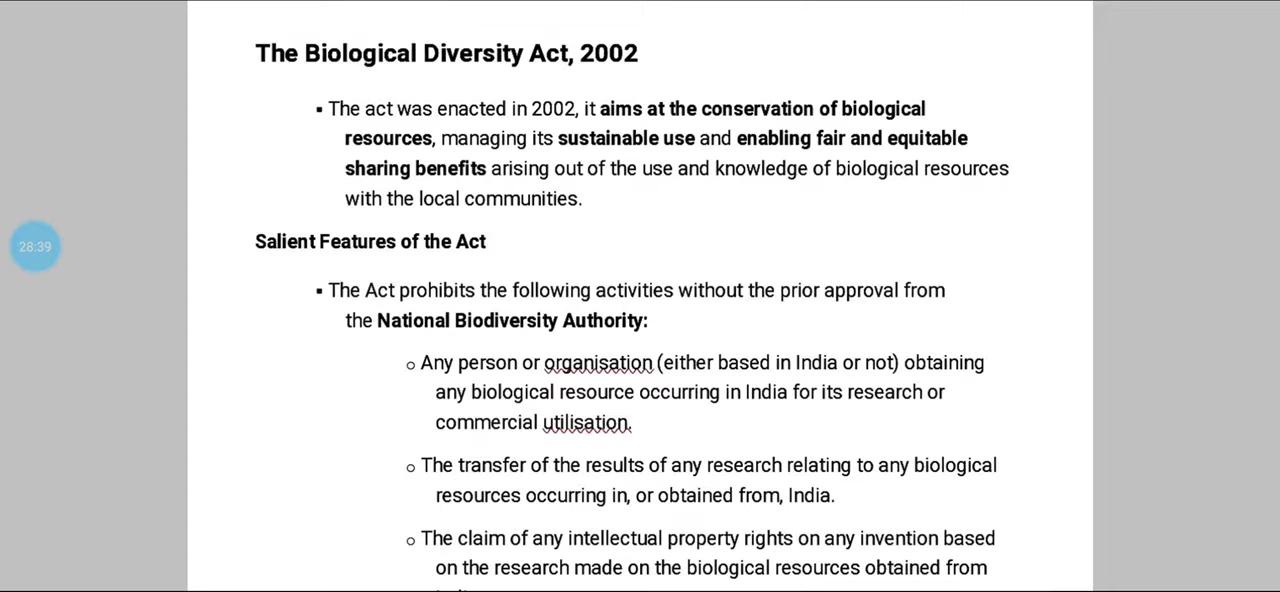 The Biological Diversity Act, 2002
▪ The act was enacted in 2002, it aims at the conservation of biological
resources, managing its sustainable use and enabling fair and equitable
sharing benefits arising out of the use and knowledge of biological resources
with the local communities.
28:39
Salient Features of the Act
▪ The Act prohibits the following activities without the prior approval from
the National Biodiversity Authority:
o Any person or organisation (either based in India or not) obtaining
any biological resource occurring in India for its research or
commercial utilisation.
o The transfer of the results of any research relating to any biological
resources occurring in, or obtained from, India.
o The claim of any intellectual property rights on any invention based
on the research made on the biological resources obtained from